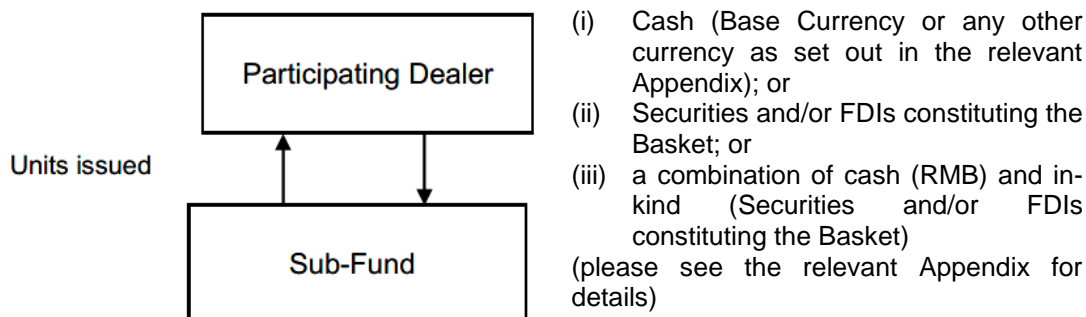 Participating Dealer
Units issued
Sub-Fund
(i) Cash (Base Currency or any other
currency as set out in the relevant
Appendix); or
(ii) Securities and/or FDIs constituting the
Basket; or
(iii) a combination of cash (RMB) and in-
kind (Securities and/or FDIs
constituting the Basket)
(please see the relevant Appendix for
details)